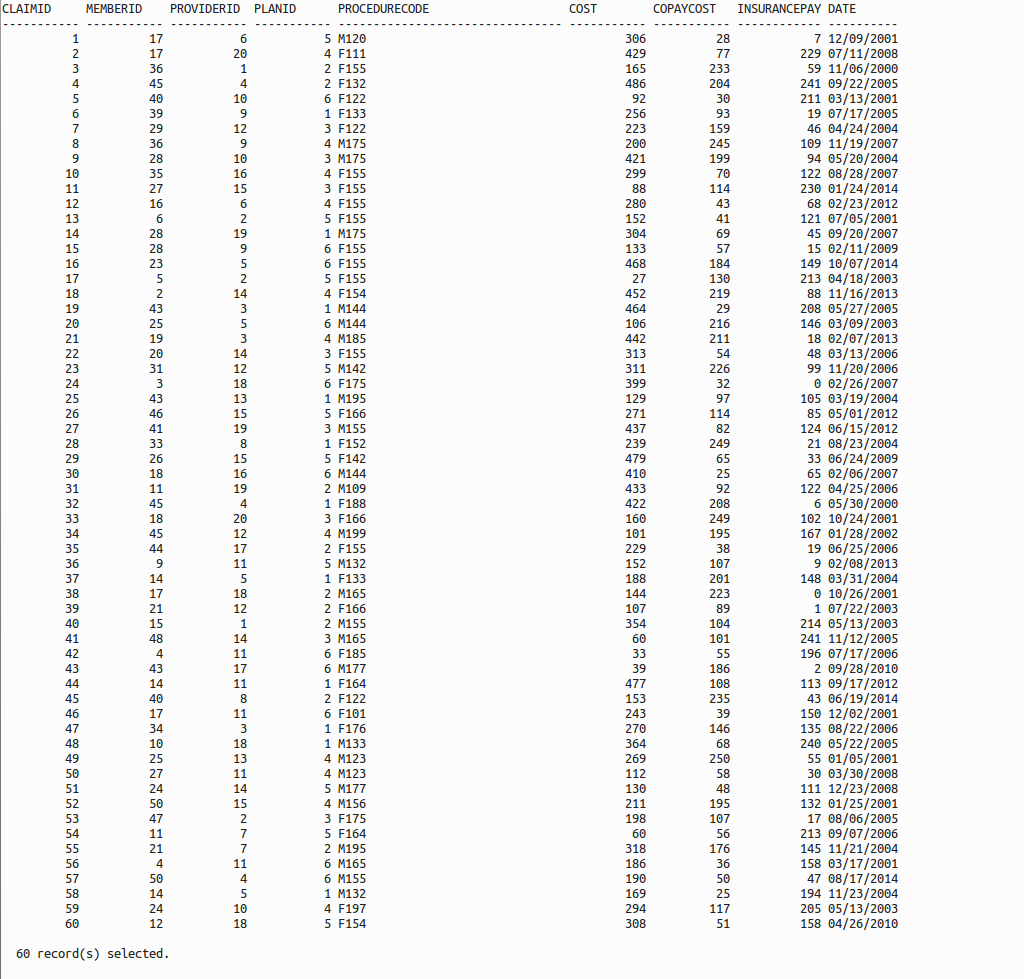 CLAIMID MEMBERID PROVIDERID PLANID PROCEDURECODE COST COPAYCOST INSURANCEPAY DATE
----------- ----------- ----------- ----------- ------------------------------ ----------- ----------- ----------- ----------
1 17 6 5 M120 306 28 7 12/09/2001
2 17 20 4 F111 429 77 229 07/11/2008
3 36 1 2 F155 165 233 59 11/06/2000
4 45 4 2 F132 486 204 241 09/22/2005
5 40 10 6 F122 92 30 211 03/13/2001
6 39 9 1 F133 256 93 19 07/17/2005
7 29 12 3 F122 223 159 46 04/24/2004
8 36 9 4 M175 200 245 109 11/19/2007
9 28 10 3 M175 421 199 94 05/20/2004
10 35 16 4 F155 299 70 122 08/28/2007
11 27 15 3 F155 88 114 230 01/24/2014
12 16 6 4 F155 280 43 68 02/23/2012
13 6 2 5 F155 152 41 121 07/05/2001
14 28 19 1 M175 304 69 45 09/20/2007
15 28 9 6 F155 133 57 15 02/11/2009
16 23 5 6 F155 468 184 149 10/07/2014
17 5 2 5 F155 27 130 213 04/18/2003
18 2 14 4 F154 452 219 88 11/16/2013
19 43 3 1 M144 464 29 208 05/27/2005
20 25 5 6 M144 106 216 146 03/09/2003
21 19 3 4 M185 442 211 18 02/07/2013
22 20 14 3 F155 313 54 48 03/13/2006
23 31 12 5 M142 311 226 99 11/20/2006
24 3 18 6 F175 399 32 0 02/26/2007
25 43 13 1 M195 129 97 105 03/19/2004
26 46 15 5 F166 271 114 85 05/01/2012
27 41 19 3 M155 437 82 124 06/15/2012
28 33 8 1 F152 239 249 21 08/23/2004
29 26 15 5 F142 479 65 33 06/24/2009
30 18 16 6 M144 410 25 65 02/06/2007
31 11 19 2 M109 433 92 122 04/25/2006
32 45 4 1 F188 422 208 6 05/30/2000
33 18 20 3 F166 160 249 102 10/24/2001
34 45 12 4 M199 101 195 167 01/28/2002
35 44 17 2 F155 229 38 19 06/25/2006
36 9 11 5 M132 152 107 9 02/08/2013
37 14 5 1 F133 188 201 148 03/31/2004
38 17 18 2 M165 144 223 0 10/26/2001
39 21 12 2 F166 107 89 1 07/22/2003
40 15 1 2 M155 354 104 214 05/13/2003
41 48 14 3 M165 60 101 241 11/12/2005
42 4 11 6 F185 33 55 196 07/17/2006
43 43 17 6 M177 39 186 2 09/28/2010
44 14 11 1 F164 477 108 113 09/17/2012
45 40 8 2 F122 153 235 43 06/19/2014
46 17 11 6 F101 243 39 150 12/02/2001
47 34 3 1 F176 270 146 135 08/22/2006
48 10 18 1 M133 364 68 240 05/22/2005
49 25 13 4 M123 269 250 55 01/05/2001
50 27 11 4 M123 112 58 30 03/30/2008
51 24 14 5 M177 130 48 111 12/23/2008
52 50 15 4 M156 211 195 132 01/25/2001
53 47 2 3 F175 198 107 17 08/06/2005
54 11 7 5 F164 60 56 213 09/07/2006
55 21 7 2 M195 318 176 145 11/21/2004
56 4 11 6 M165 186 36 158 03/17/2001
57 50 4 6 M155 190 50 47 08/17/2014
58 14 5 1 M132 169 25 194 11/23/2004
59 24 10 4 F197 294 117 205 05/13/2003
60 12 18 5 F154 308 51 158 04/26/2010
60 record(s) selected.